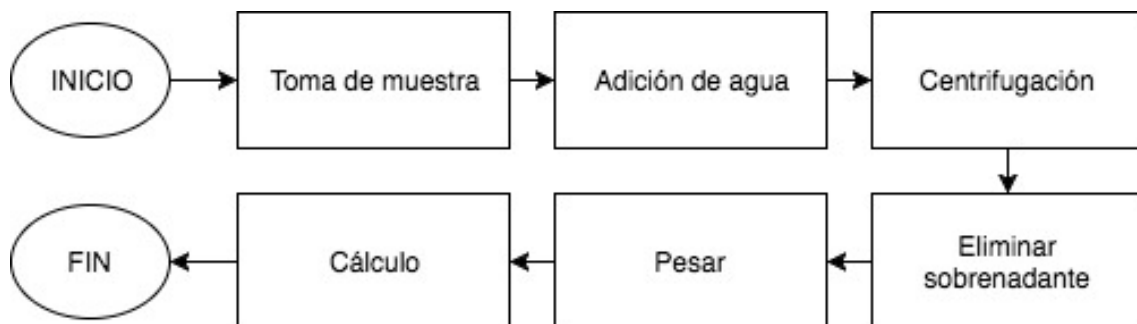 INICIO
Toma de muestra
Adición de agua
Centrifugación
Eliminar
sobrenadante
Pesar
Cálculo
FIN